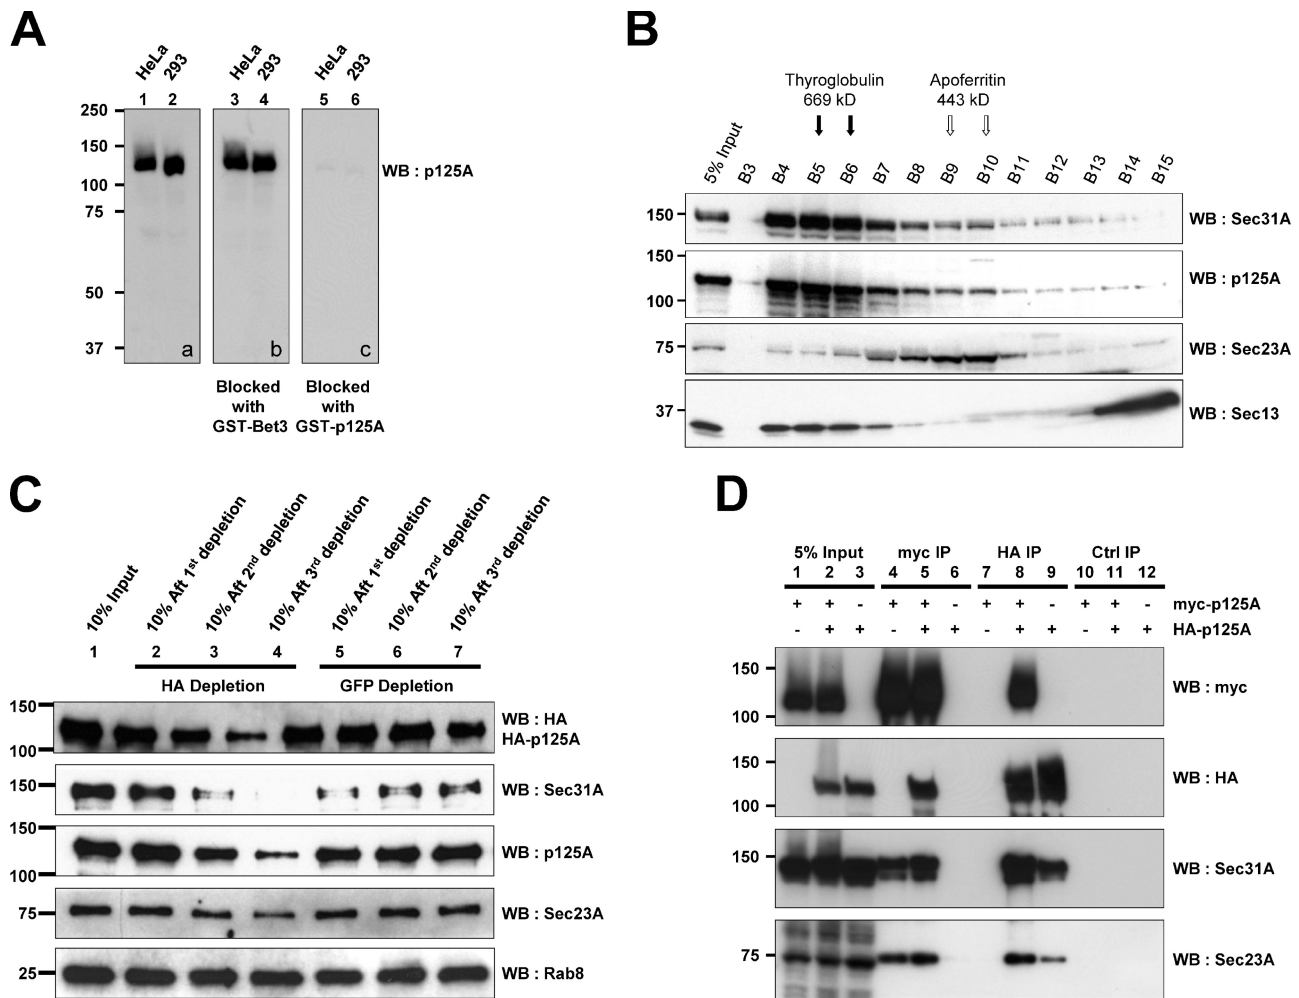 A
HeLa
293
HeLa
293
HeLa
293
1 2 3 4 5 6
250
150
100
75
50
37
WB : p125A
a b c
Blocked
with
GST-Bet3
Blocked
with
GST-p125A
B
Thyroglobulin
669 kD
Apoferritin
443 kD
5% Input
B3
B4
B5
B6
B7
B8
B9
B10
B11
B12
B13
B14
B15
150
WB : Sec31A
150
100
WB : p125A
75
WB : Sec23A
37
WB : Sec13
C
10% Input
10% Aft 1st depletion
10% Aft 2nd depletion
10% Aft 3rd depletion
10% Aft 1st depletion
10% Aft 2nd depletion
10% Aft 3rd depletion
1 2 3 4 5 6 7
HA Depletion
GFP Depletion
150
100
WB : HA
HA-p125A
150
WB : Sec31A
150
100
WB : p125A
75
WB : Sec23A
25
WB : Rab8
D
5% Input myc IP HA IP Ctrl IP
1 2 3 4 5 6 7 8 9 10 11 12
+ + - + + - + + - + + - myc-p125A
- + + - + + - + + - + + HA-p125A
150
100
WB : myc
150
100
WB : HA
150
WB : Sec31A
75
WB : Sec23A